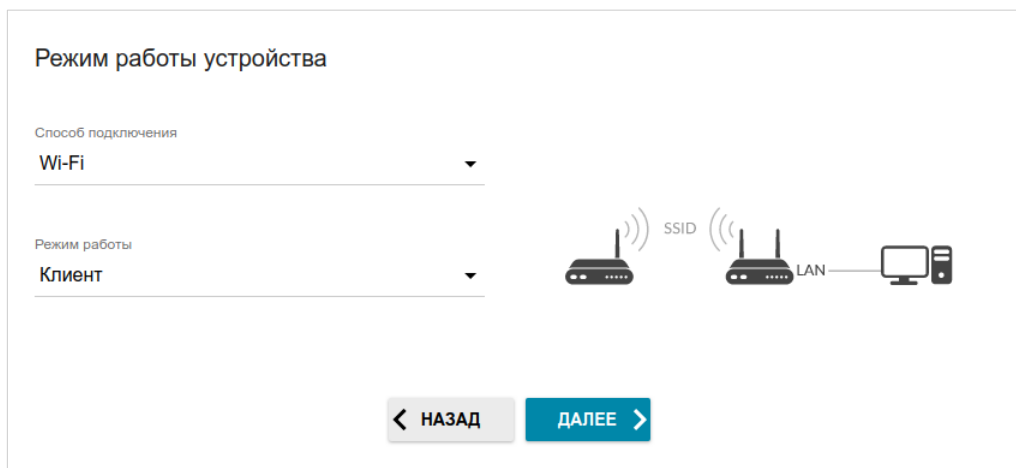 Режим работы устройства
Способ подключения
Wi-Fi
Режим работы
Клиент
SSID
LAN
НАЗАД
ДАЛЕЕ